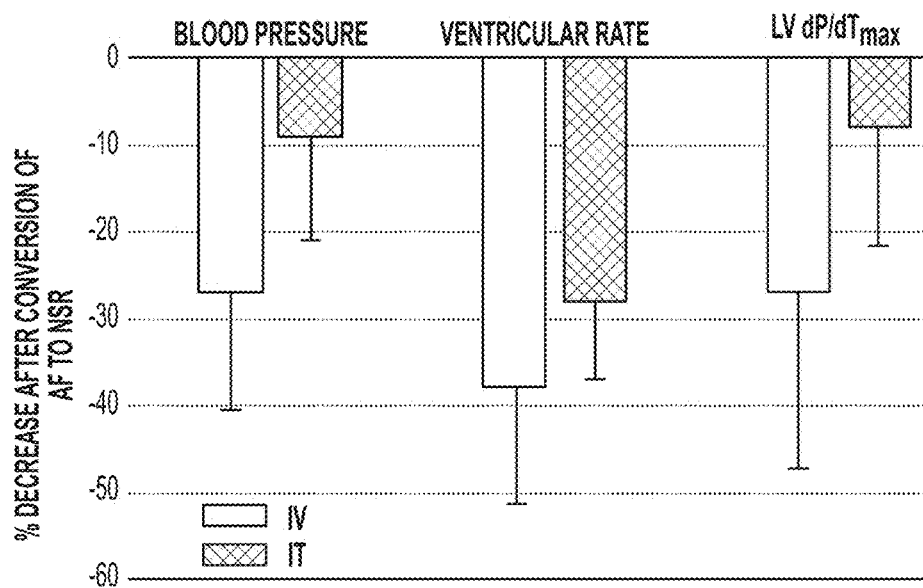 BLOOD PRESSURE VENTRICULAR RATE LV dP/dTmax
0
-10
-20
-30
-40
-50
-60
% DECREASE AFTER CONVERSION OF
AF TO NSR
IV
IT